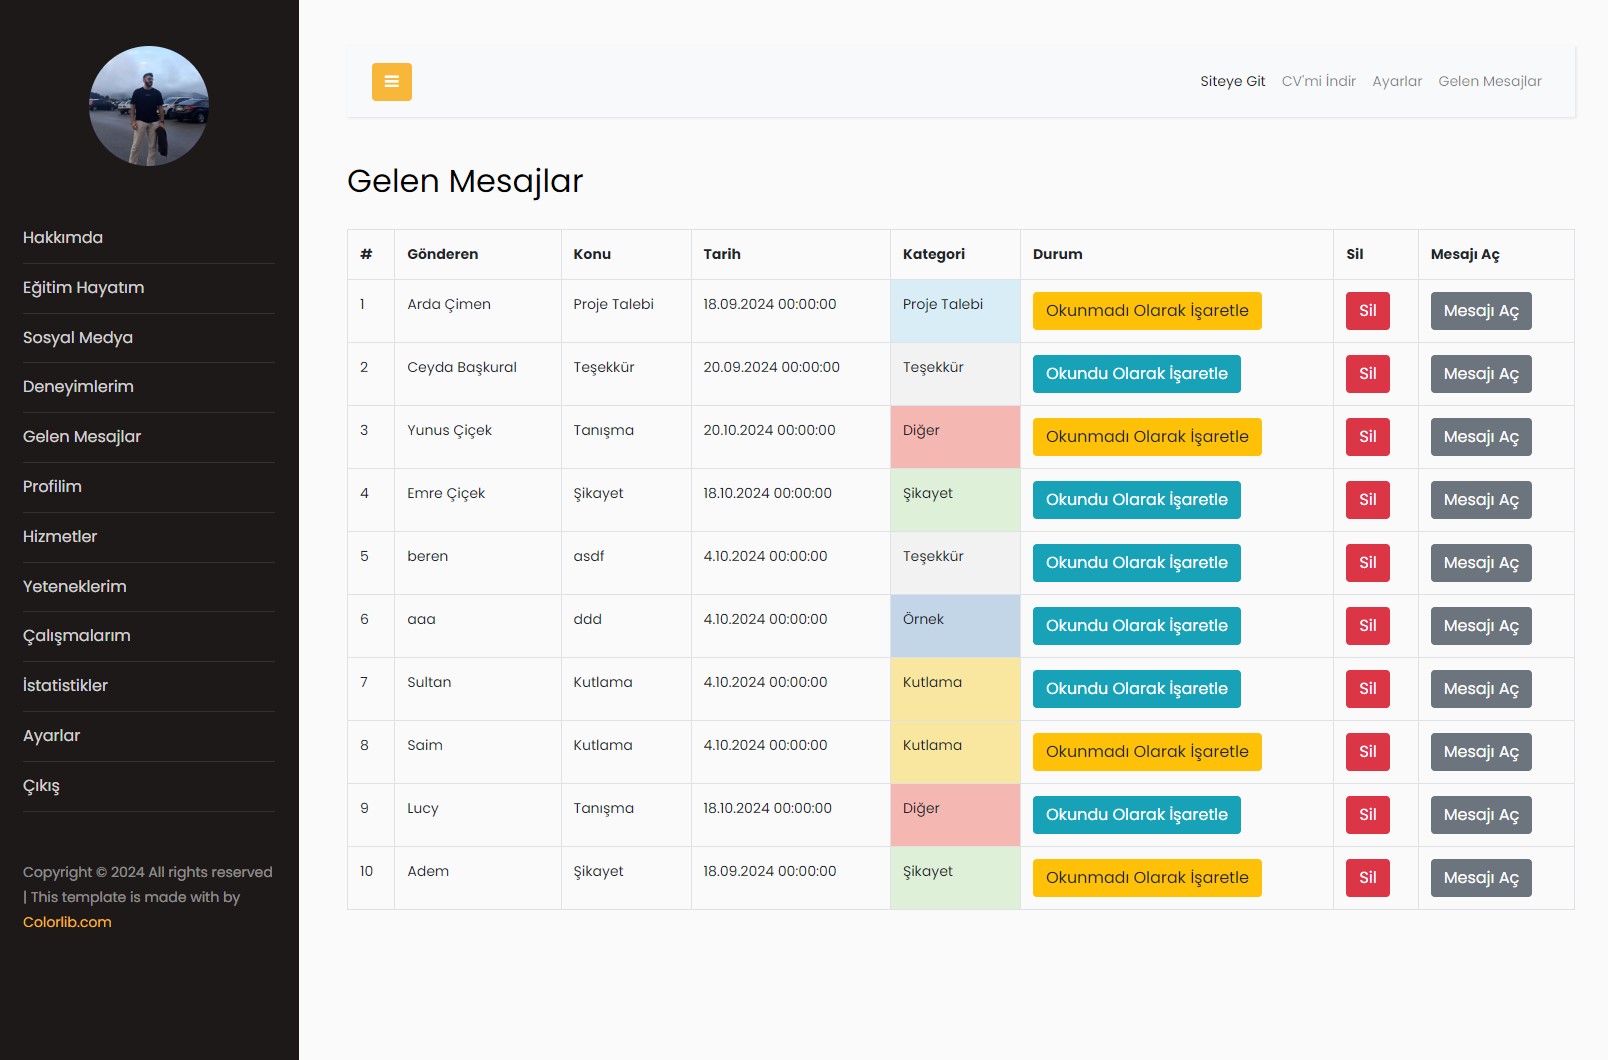 Siteye Git CV'mi İndir Ayarlar Gelen Mesajlar
Hakkımda
Eğitim Hayatım
Sosyal Medya
Deneyimlerim
Gelen Mesajlar
Profilim
Hizmetler
Yeteneklerim
Çalışmalarım
İstatistikler
Ayarlar
Çıkış
Copyright © 2024 All rights reserved
| This template is made with by
Colorlib.com
Gelen Mesajlar
# Gönderen Konu Tarih Kategori Durum Sil Mesajı Aç
1 Arda Çimen Proje Talebi 18.09.2024 00:00:00 Proje Talebi Okunmadı Olarak İşaretle Sil Mesajı Aç
2 Ceyda Başkural Teşekkür 20.09.2024 00:00:00 Teşekkür Okundu Olarak İşaretle Sil Mesajı Aç
3 Yunus Çiçek Tanışma 20.10.2024 00:00:00 Diğer Okunmadı Olarak İşaretle Sil Mesajı Aç
4 Emre Çiçek Şikayet 18.10.2024 00:00:00 Şikayet Okundu Olarak İşaretle Sil Mesajı Aç
5 beren asdf 4.10.2024 00:00:00 Teşekkür Okundu Olarak İşaretle Sil Mesajı Aç
6 aaa ddd 4.10.2024 00:00:00 Örnek Okundu Olarak İşaretle Sil Mesajı Aç
7 Sultan Kutlama 4.10.2024 00:00:00 Kutlama Okundu Olarak İşaretle Sil Mesajı Aç
8 Saim Kutlama 4.10.2024 00:00:00 Kutlama Okunmadı Olarak İşaretle Sil Mesajı Aç
9 Lucy Tanışma 18.10.2024 00:00:00 Diğer Okundu Olarak İşaretle Sil Mesajı Aç
10 Adem Şikayet 18.09.2024 00:00:00 Şikayet Okunmadı Olarak İşaretle Sil Mesajı Aç